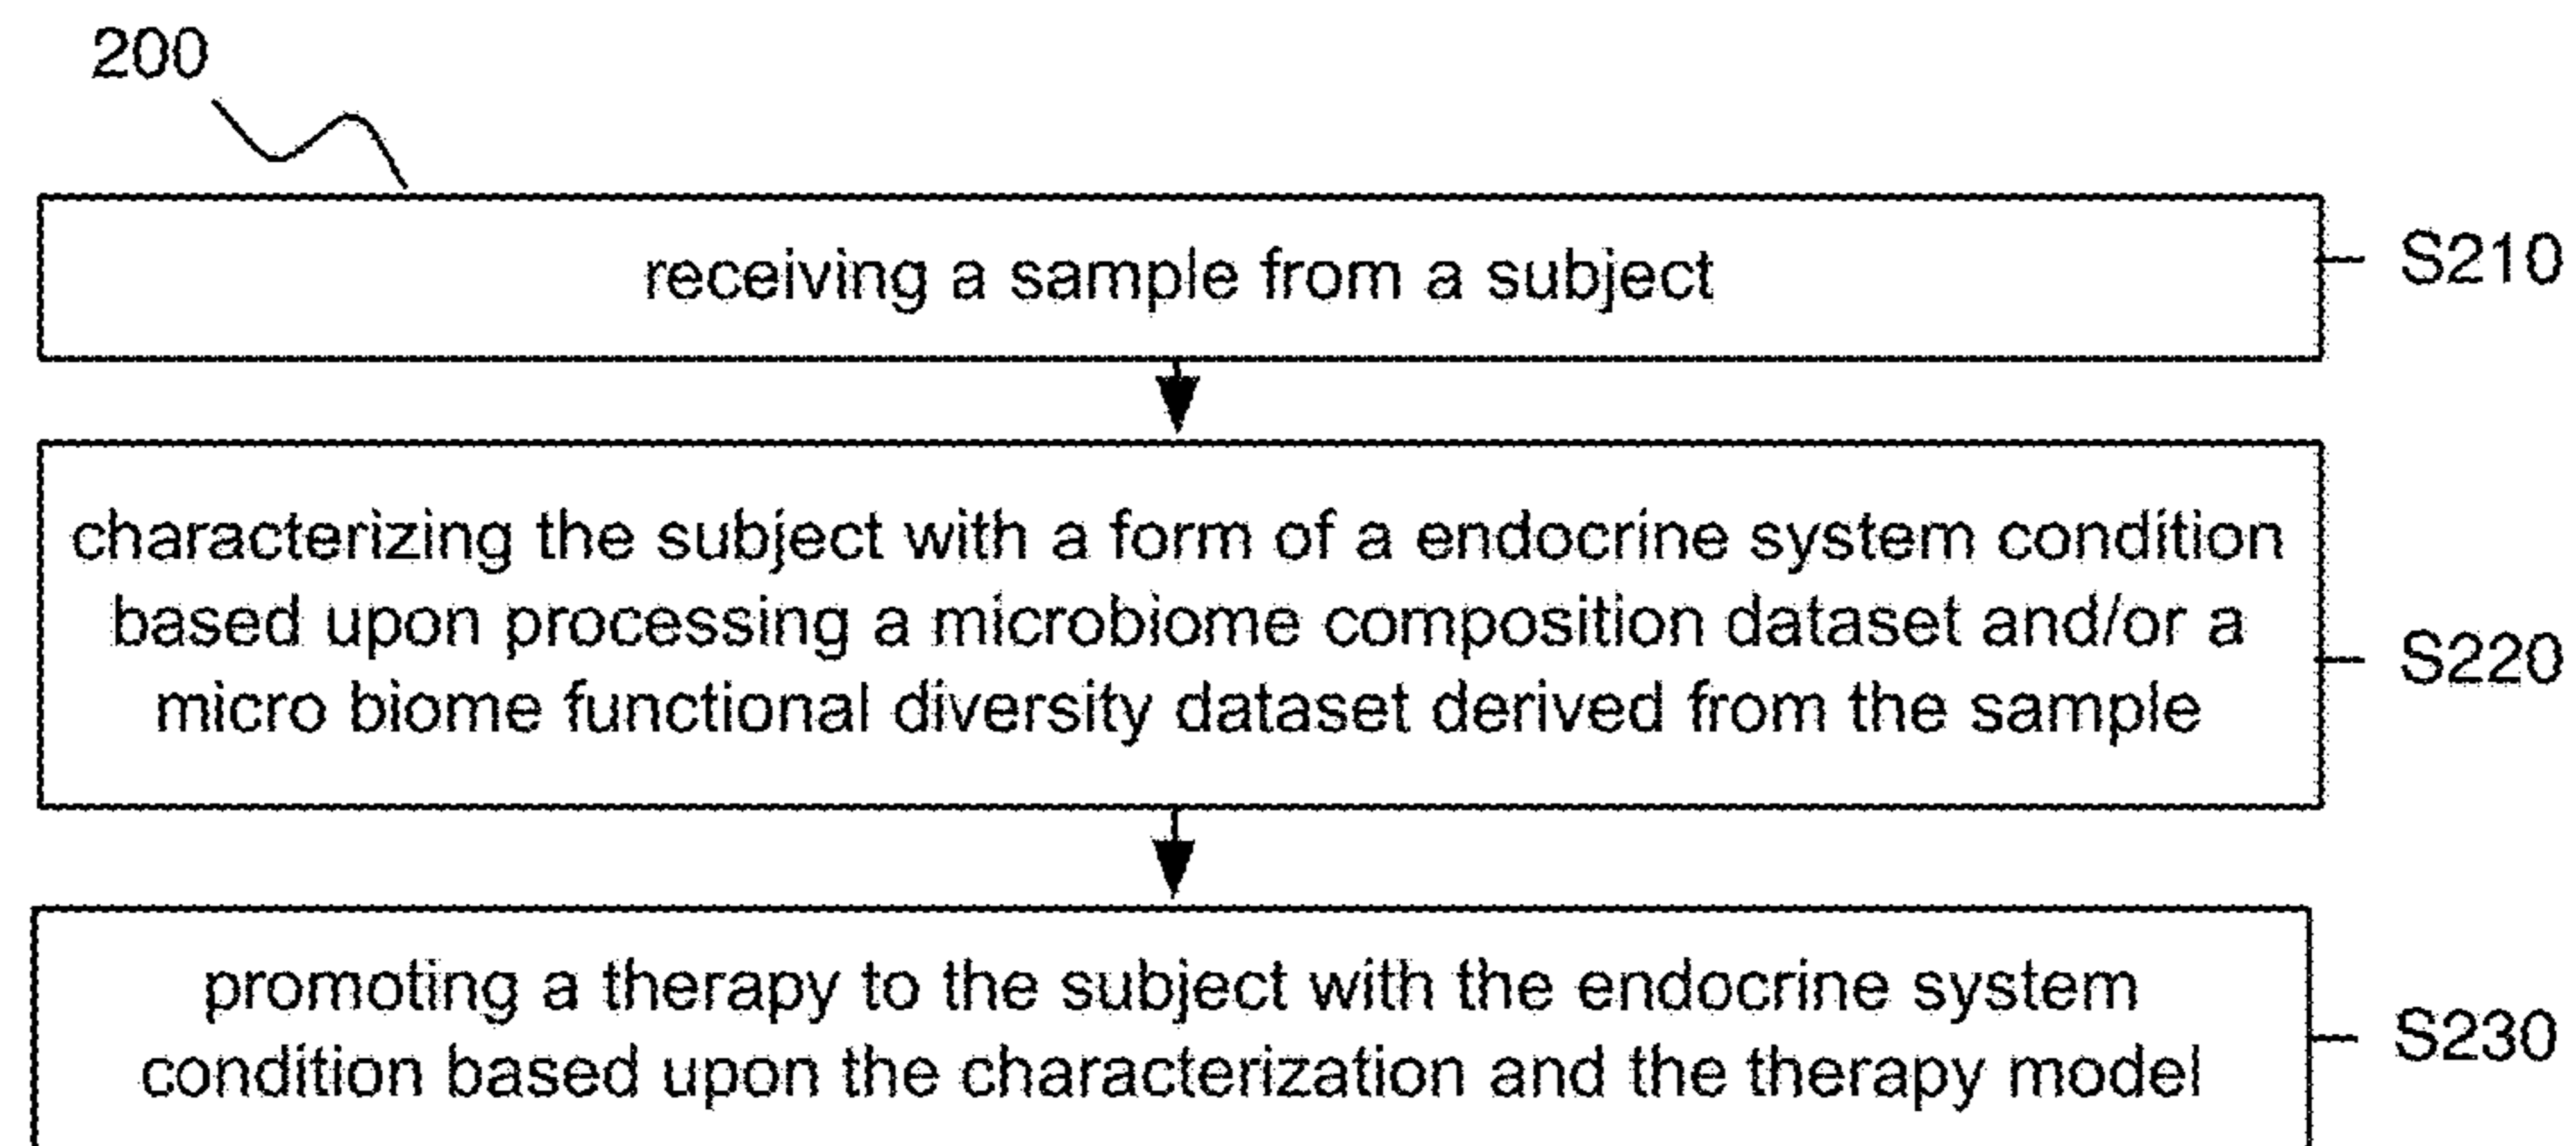 200
receiving a sample from a subject
S210
characterizing the subject with a form of a endocrine system condition
based upon processing a microbiome composition dataset and/or a
micro biome functional diversity dataset derived from the sample
S220
promoting a therapy to the subject with the endocrine system
condition based upon the characterization and the therapy model
S230